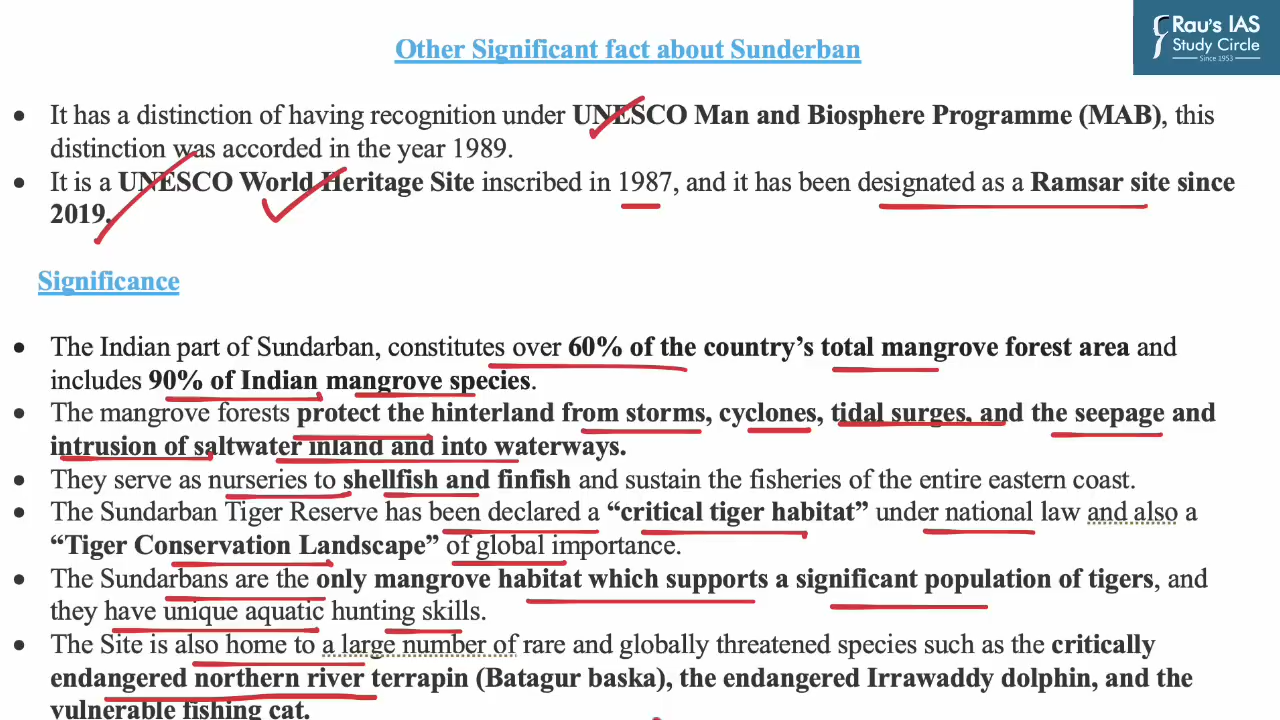 Rau's IAS
Study Circle
Since 1953
Other Significant fact about Sunderban
• It has a distinction of having recognition under UNESCO Man and Biosphere Programme (MAB), this
distinction was accorded in the year 1989.
• It is a UNESCO World Heritage Site inscribed in 1987, and it has been designated as a Ramsar site since
2019.
Significance
• The Indian part of Sundarban, constitutes over 60% of the country's total mangrove forest area and
includes 90% of Indian mangrove species.
• The mangrove forests protect the hinterland from storms, cyclones, tidal surges, and the seepage and
intrusion of saltwater inland and into waterways.
• They serve as nurseries to shellfish and finfish and sustain the fisheries of the entire eastern coast.
• The Sundarban Tiger Reserve has been declared a “critical tiger habitat” under national law and also a
“Tiger Conservation Landscape” of global importance.
• The Sundarbans are the only mangrove habitat which supports a significant population of tigers, and
they have unique aquatic hunting skills.
• The Site is also home to a large number of rare and globally threatened species such as the critically
endangered northern river terrapin (Batagur baska), the endangered Irrawaddy dolphin, and the
vulnerable fishing cat.